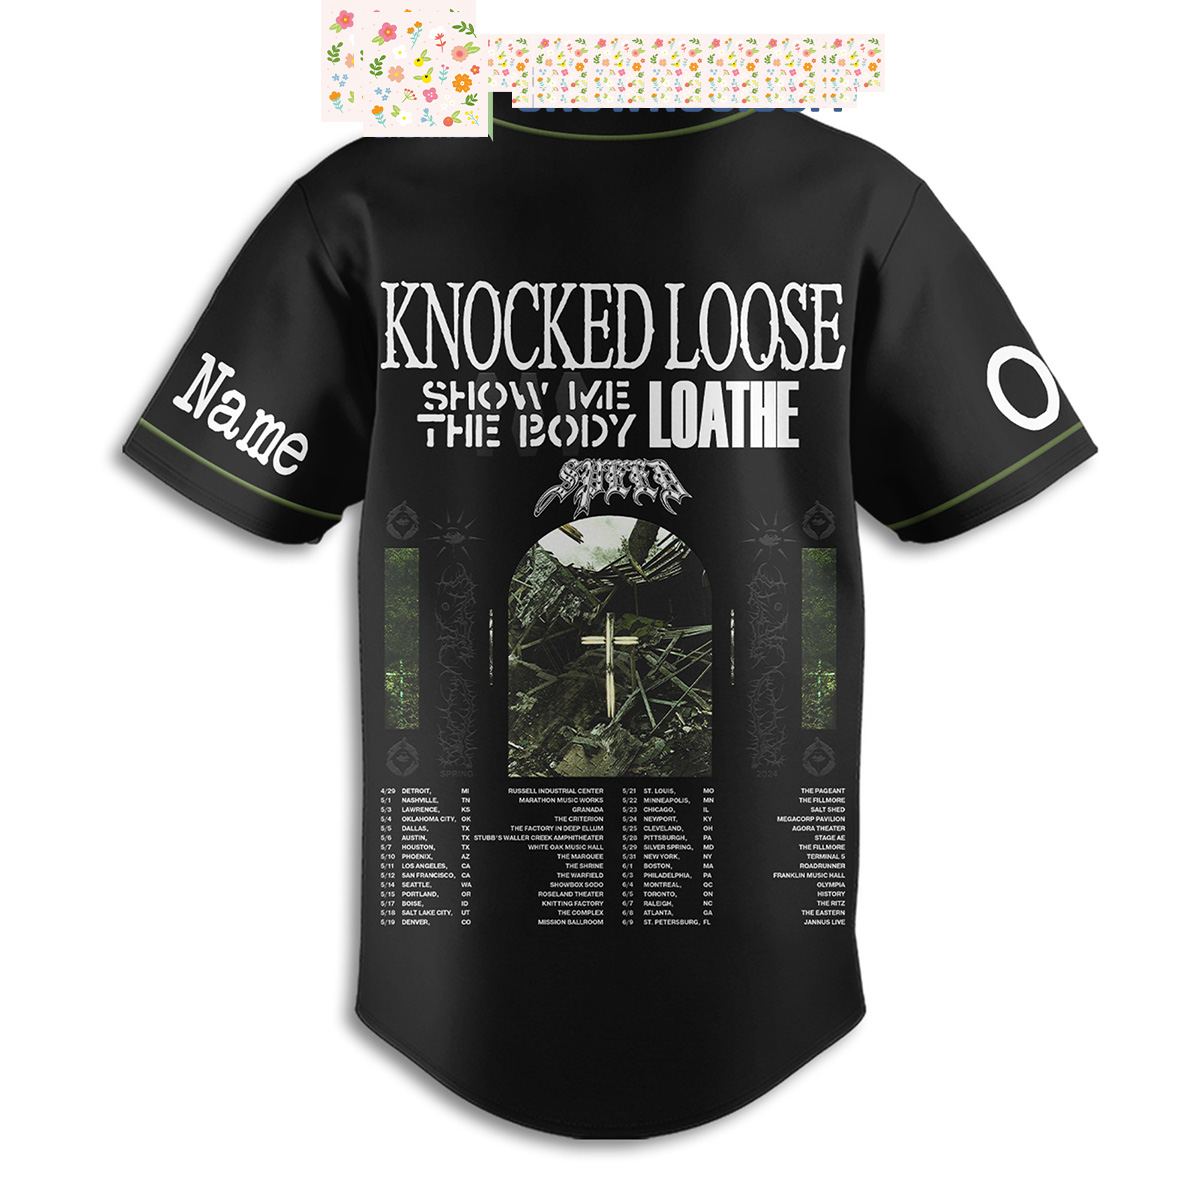 KNOCKED LOOSE
SHOW ME
THE BODY
LOATHE
SPEED
Name
O
SPRING
2024
4/29 DETROIT, MI RUSSELL INDUSTRIAL CENTER
5/1 NASHVILLE, TN MARATHON MUSIC WORKS
5/3 LAWRENCE, KS GRANADA
5/4 OKLAHOMA CITY, OK THE CRITERION
5/5 DALLAS, TX THE FACTORY IN DEEP ELLUM
5/6 AUSTIN, TX STUBB'S WALLER CREEK AMPHITHEATER
5/7 HOUSTON, TX WHITE OAK MUSIC HALL
5/10 PHOENIX, AZ THE MARQUEE
5/11 LOS ANGELES, CA THE SHRINE
5/12 SAN FRANCISCO, CA THE WARFIELD
5/14 SEATTLE, WA SHOWBOX SODO
5/15 PORTLAND, OR ROSELAND THEATER
5/17 BOISE, ID KNITTING FACTORY
5/18 SALT LAKE CITY, UT THE COMPLEX
5/19 DENVER, CO MISSION BALLROOM
5/21 ST. LOUIS, MO THE PAGEANT
5/22 MINNEAPOLIS, MN THE FILLMORE
5/23 CHICAGO, IL SALT SHED
5/24 NEWPORT, KY MEGACORP PAVILION
5/25 CLEVELAND, OH AGORA THEATER
5/28 PITTSBURGH, PA STAGE AE
5/29 SILVER SPRING, MD THE FILLMORE
5/31 NEW YORK, NY TERMINAL 5
6/1 BOSTON, MA ROADRUNNER
6/3 PHILADELPHIA, PA FRANKLIN MUSIC HALL
6/4 MONTREAL, QC OLYMPIA
6/5 TORONTO, ON HISTORY
6/7 RALEIGH, NC THE RITZ
6/8 ATLANTA, GA THE EASTERN
6/9 ST. PETERSBURG, FL JANNUS LIVE